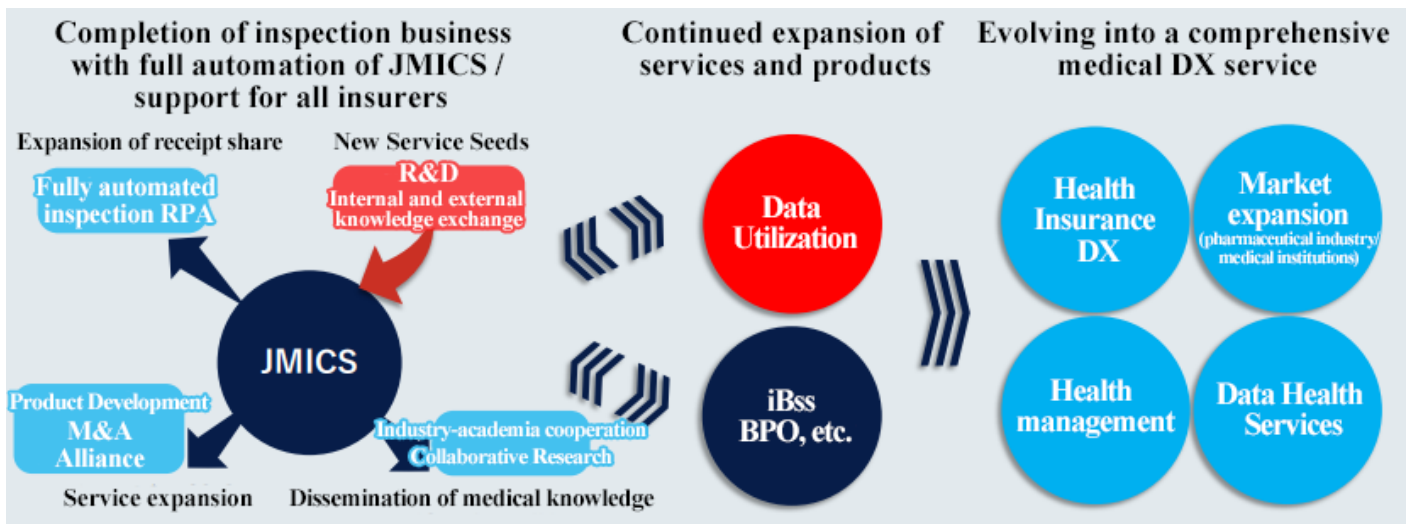 Completion of inspection business
with full automation of JMICS /
support for all insurers
Expansion of receipt share
Fully automated
inspection RPA
New Service Seeds
R&D
Internal and external
knowledge exchange
JMICS
Product Development
M&A
Alliance
Service expansion
Industry-academia cooperation
Collaborative Research
Dissemination of medical knowledge
Continued expansion of
services and products
Data
Utilization
iBss
BPO, etc.
Evolving into a comprehensive
medical DX service
Health
Insurance
DX
Market
expansion
(pharmaceutical industry/
medical institutions)
Health
management
Data Health
Services